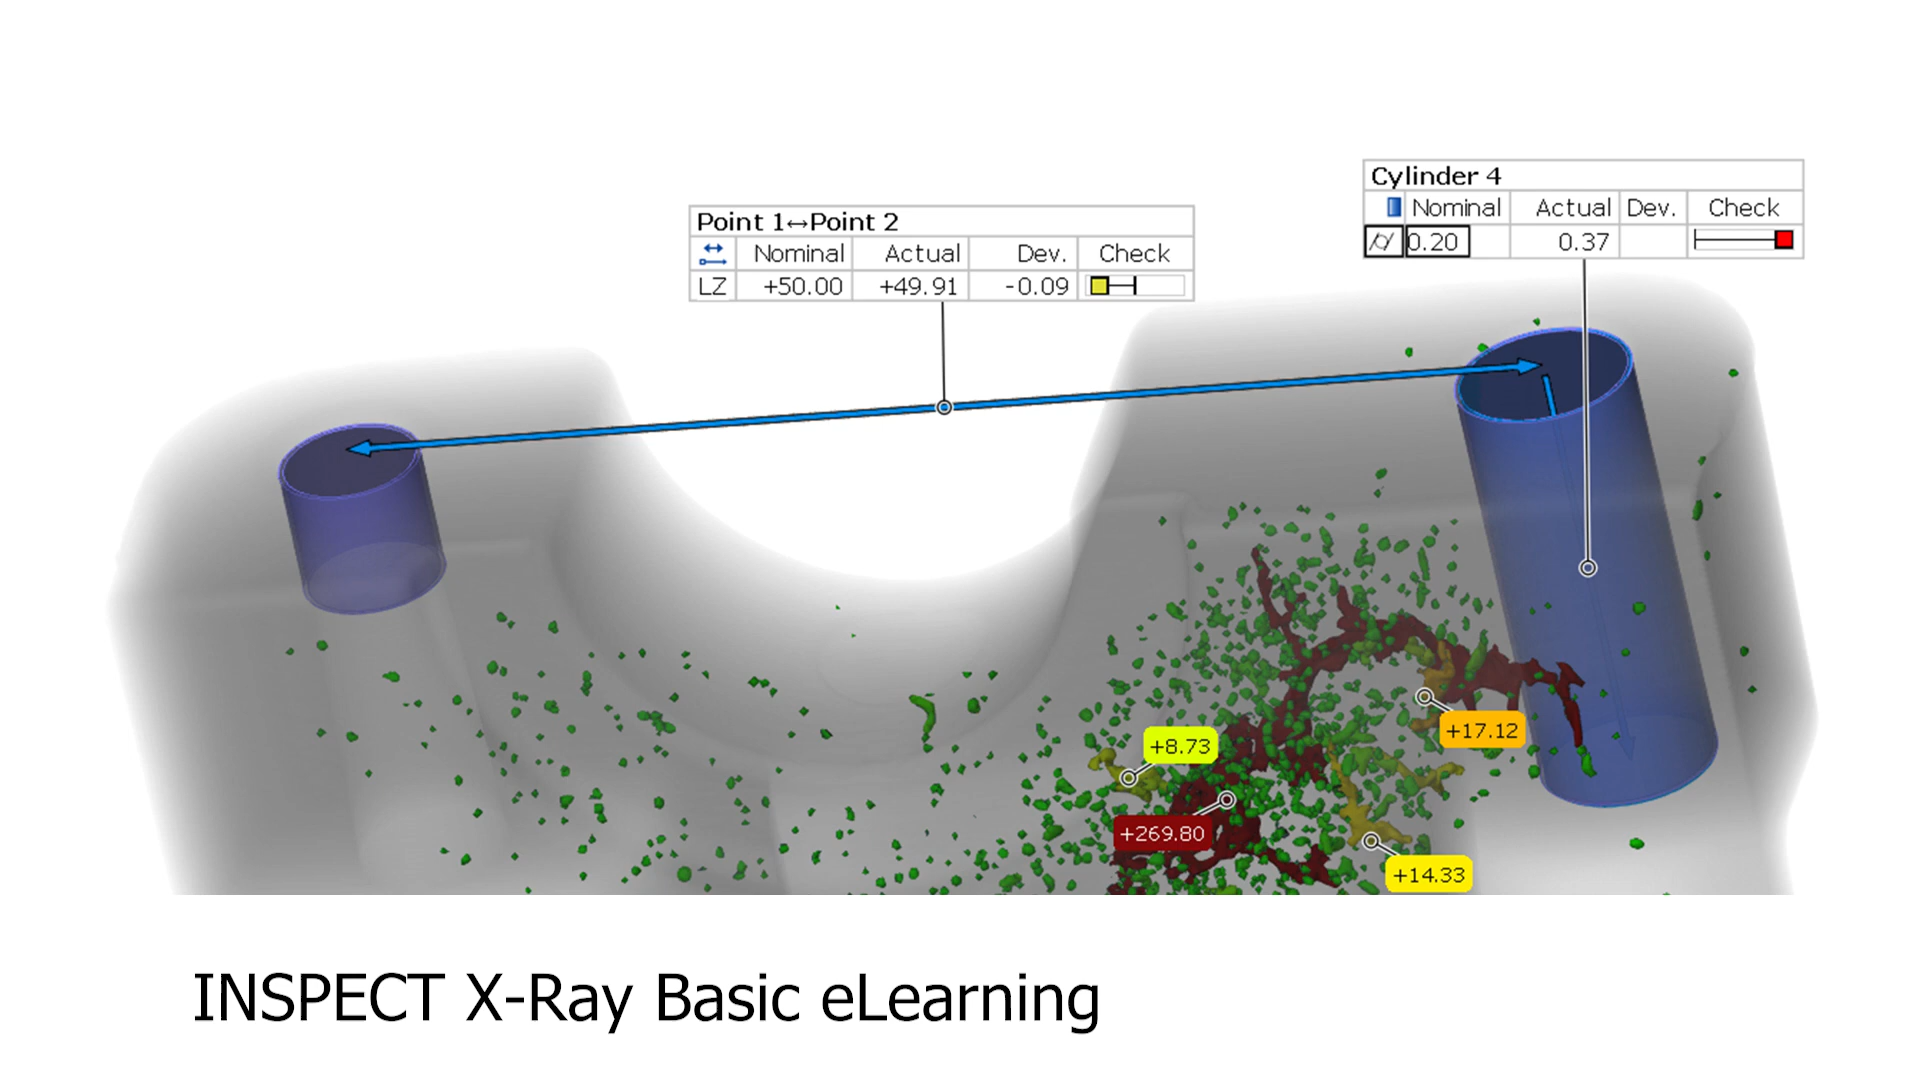 Cylinder 4
Nominal Actual Dev. Check
0.20 0.37
Point 1↔Point 2
Nominal Actual Dev. Check
LZ +50.00 +49.91 -0.09
+17.12
+8.73
+269.80
+14.33
INSPECT X-Ray Basic eLearning